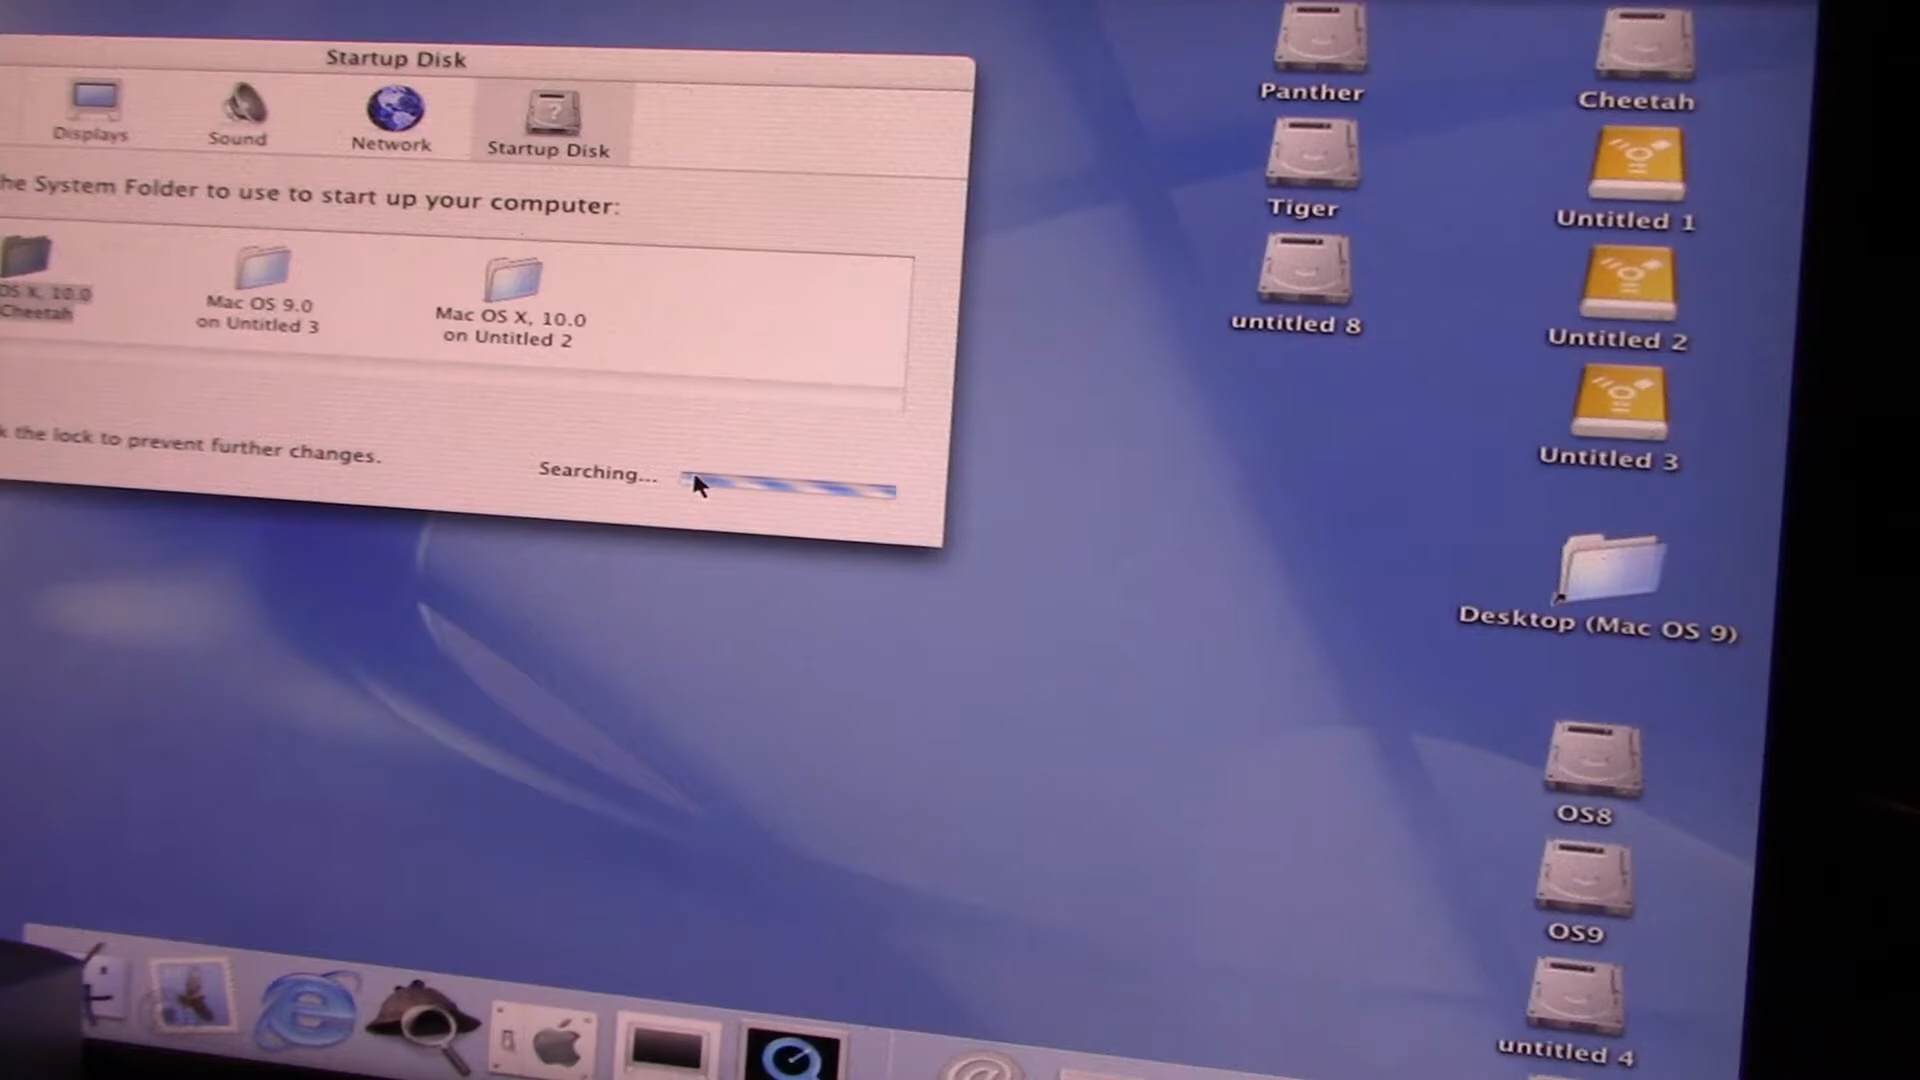 Startup Disk
Displays
Sound
Network
Startup Disk
he System Folder to use to start up your computer:
OS X, 10.0
Cheetah
Mac OS 9.0
on Untitled 3
Mac OS X, 10.0
on Untitled 2
k the lock to prevent further changes.
Searching...
Panther
Tiger
untitled 8
Cheetah
Untitled 1
Untitled 2
Untitled 3
Desktop (Mac OS 9)
OS8
OS9
untitled 4